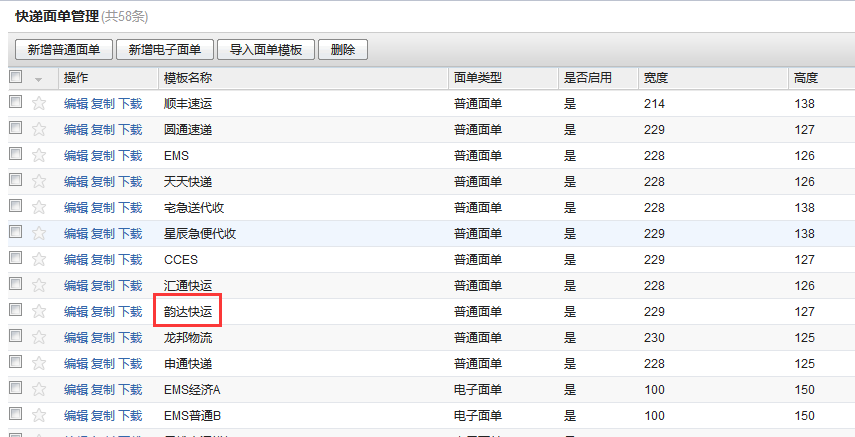 快递面单管理(共58条)
新增普通面单 新增电子面单 导入面单模板 删除
操作 模板名称 面单类型 是否启用 宽度 高度
编辑 复制 下载 顺丰速运 普通面单 是 214 138
编辑 复制 下载 圆通速递 普通面单 是 229 127
编辑 复制 下载 EMS 普通面单 是 228 126
编辑 复制 下载 天天快递 普通面单 是 228 126
编辑 复制 下载 宅急送代收 普通面单 是 228 138
编辑 复制 下载 星辰急便代收 普通面单 是 229 138
编辑 复制 下载 CCES 普通面单 是 229 127
编辑 复制 下载 汇通快运 普通面单 是 228 126
编辑 复制 下载 韵达快运 普通面单 是 229 127
编辑 复制 下载 龙邦物流 普通面单 是 230 125
编辑 复制 下载 申通快递 普通面单 是 228 125
编辑 复制 下载 EMS经济A 电子面单 是 100 150
编辑 复制 下载 EMS普通B 电子面单 是 100 150